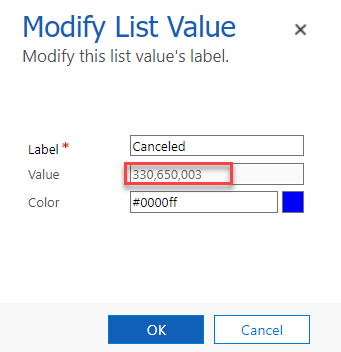 Modify List Value
Modify this list value's label.
Label *
Canceled
Value
330,650,003
Color
#0000ff
OK
Cancel